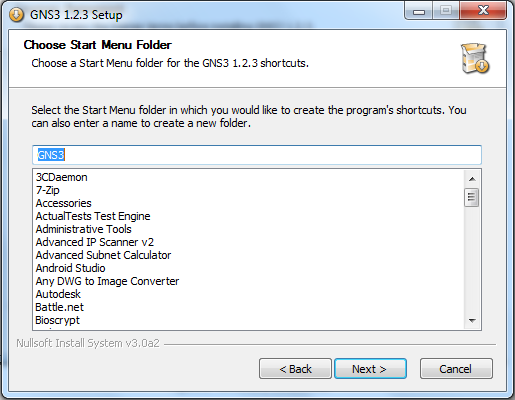 GNS3 1.2.3 Setup
Choose Start Menu Folder
Choose a Start Menu folder for the GNS3 1.2.3 shortcuts.
Select the Start Menu folder in which you would like to create the program's shortcuts. You
can also enter a name to create a new folder.
GNS3
3CDaemon
7-Zip
Accessories
ActualTests Test Engine
Administrative Tools
Advanced IP Scanner v2
Advanced Subnet Calculator
Android Studio
Any DWG to Image Converter
Autodesk
Battle.net
Bioscrypt
Nullsoft Install System v3.0a2
< Back
Next >
Cancel